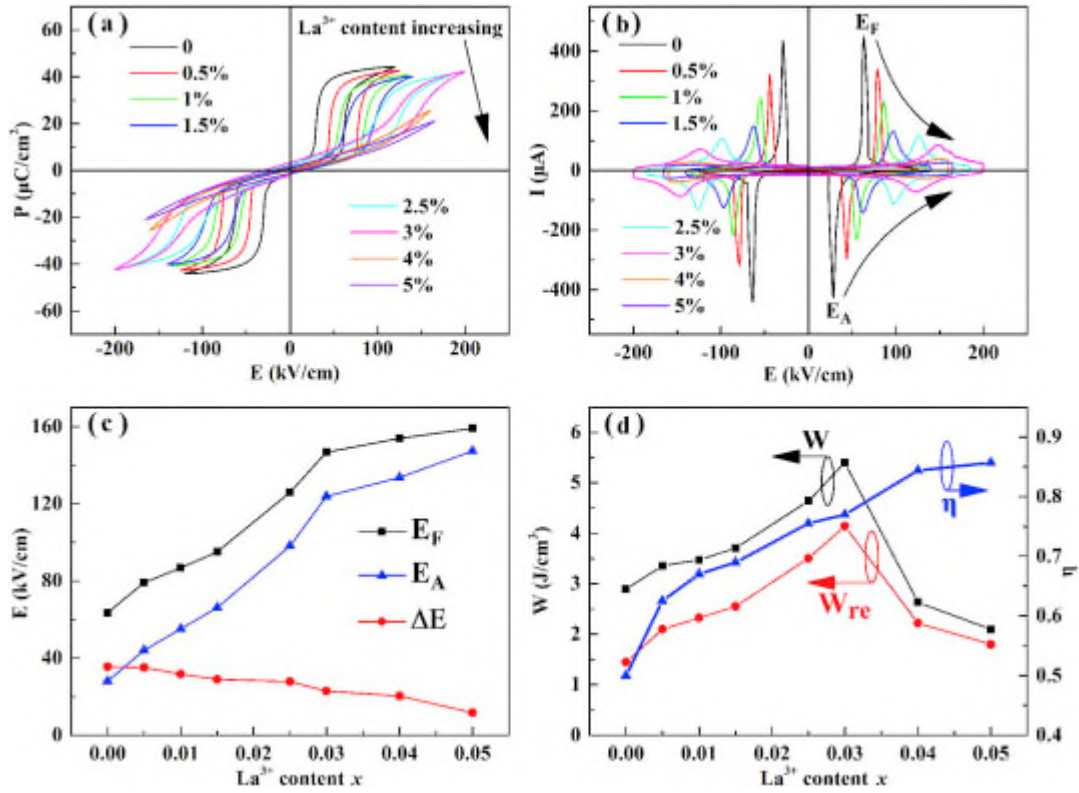 (a)
La³⁺ content increasing
0
0.5%
1%
1.5%
2.5%
3%
4%
5%
60
40
20
0
-20
-40
-60
P (μC/cm²)
-200 -100 0 100 200
E (kV/cm)
(b)
E_F
0
0.5%
1%
1.5%
2.5%
3%
4%
5%
E_A
400
200
0
-200
-400
I (μA)
-200 -100 0 100 200
E (kV/cm)
(c)
E_F
E_A
ΔE
160
120
80
40
0
E (kV/cm)
0.00 0.01 0.02 0.03 0.04 0.05
La³⁺ content x
(d)
W
η
W_re
6
5
4
3
2
1
0
W (J/cm³)
0.9
0.8
0.7
0.6
0.5
0.4
η
0.00 0.01 0.02 0.03 0.04 0.05
La³⁺ content x